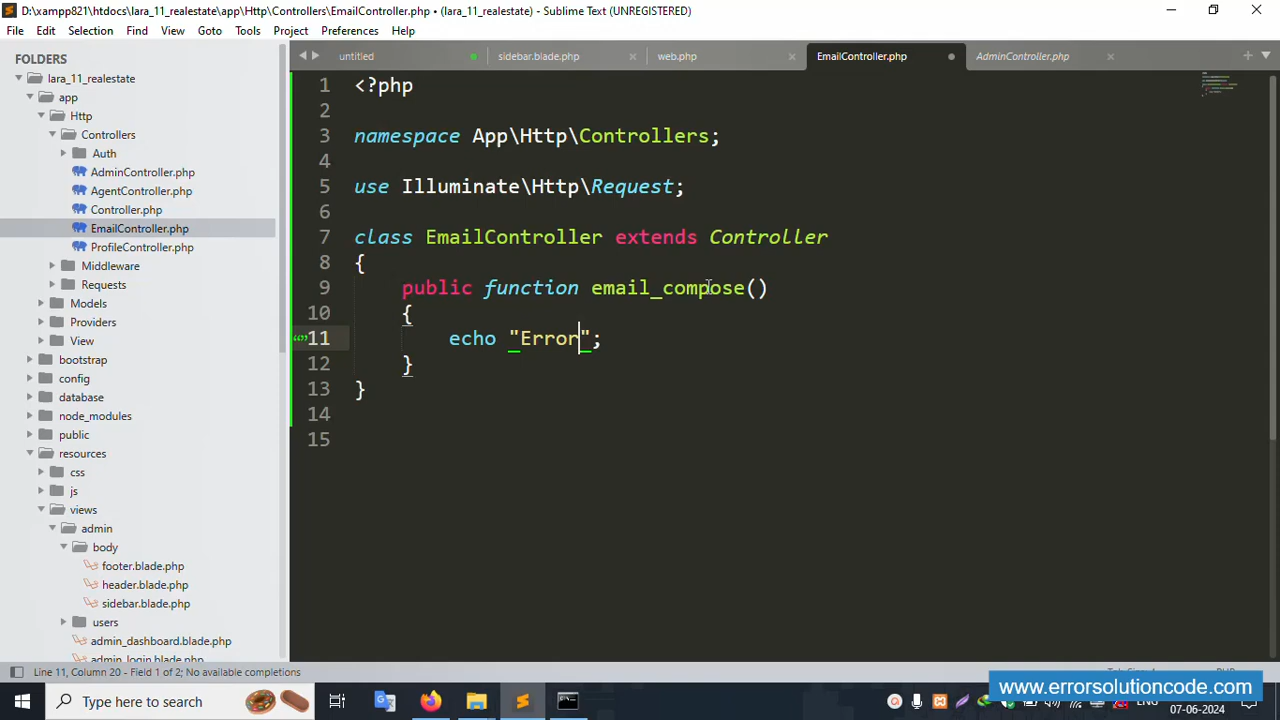 D:\xampp821\htdocs\lara_11_realestate\app\Http\Controllers\EmailController.php • (lara_11_realestate) - Sublime Text (UNREGISTERED)
File Edit Selection Find View Goto Tools Project Preferences Help
FOLDERS
lara_11_realestate
app
Http
Controllers
Auth
AdminController.php
AgentController.php
Controller.php
EmailController.php
ProfileController.php
Middleware
Requests
Models
Providers
View
bootstrap
config
database
node_modules
public
resources
css
js
views
admin
body
footer.blade.php
header.blade.php
sidebar.blade.php
users
admin_dashboard.blade.php
admin_login.blade.php
untitled sidebar.blade.php web.php EmailController.php AdminController.php
1 <?php
2
3 namespace App\Http\Controllers;
4
5 use Illuminate\Http\Request;
6
7 class EmailController extends Controller
8 {
9 public function email_compose()
10 {
11 echo "Error";
12 }
13 }
14
15
Line 11, Column 20 - Field 1 of 2; No available completions
www.errorsolutioncode.com
Type here to search
07-06-2024